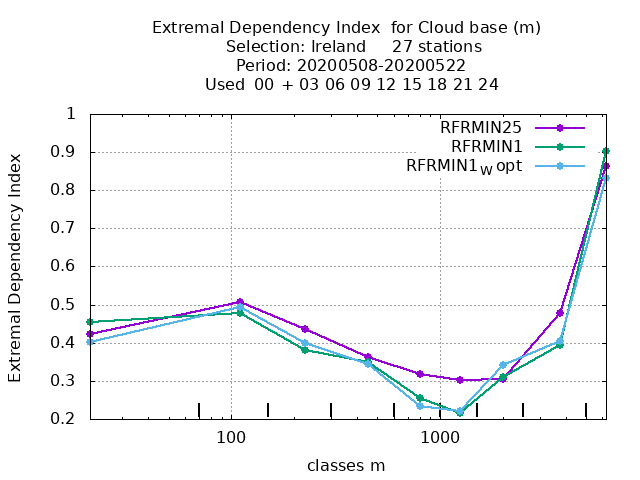 Extremal Dependency Index  for Cloud base (m)
Selection: Ireland     27 stations
Period: 20200508-20200522
Used  00 + 03 06 09 12 15 18 21 24
RFRMIN25
RFRMIN1
RFRMIN1w opt
1
0.9
0.8
0.7
0.6
0.5
0.4
0.3
0.2
Extremal Dependency Index
100 1000
classes m